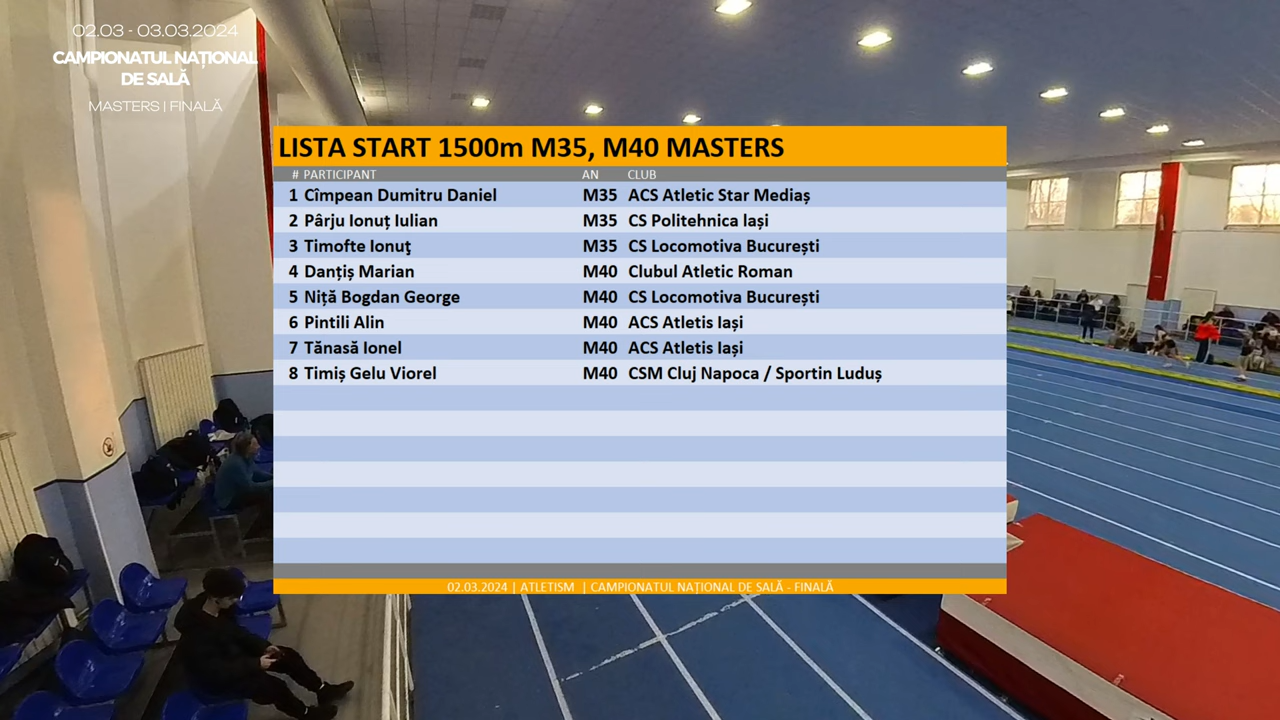 02.03 - 03.03.2024
CAMPIONATUL NAȚIONAL
DE SALĂ
MASTERS | FINALĂ
LISTA START 1500m M35, M40 MASTERS
# PARTICIPANT AN CLUB
1 Cîmpean Dumitru Daniel M35 ACS Atletic Star Mediaș
2 Pârju Ionuț Iulian M35 CS Politehnica Iași
3 Timofte Ionuţ M35 CS Locomotiva București
4 Danțiș Marian M40 Clubul Atletic Roman
5 Niță Bogdan George M40 CS Locomotiva București
6 Pintili Alin M40 ACS Atletis Iași
7 Tănasă Ionel M40 ACS Atletis Iași
8 Timiș Gelu Viorel M40 CSM Cluj Napoca / Sportin Luduș
02.03.2024 | ATLETISM | CAMPIONATUL NAȚIONAL DE SALĂ - FINALĂ